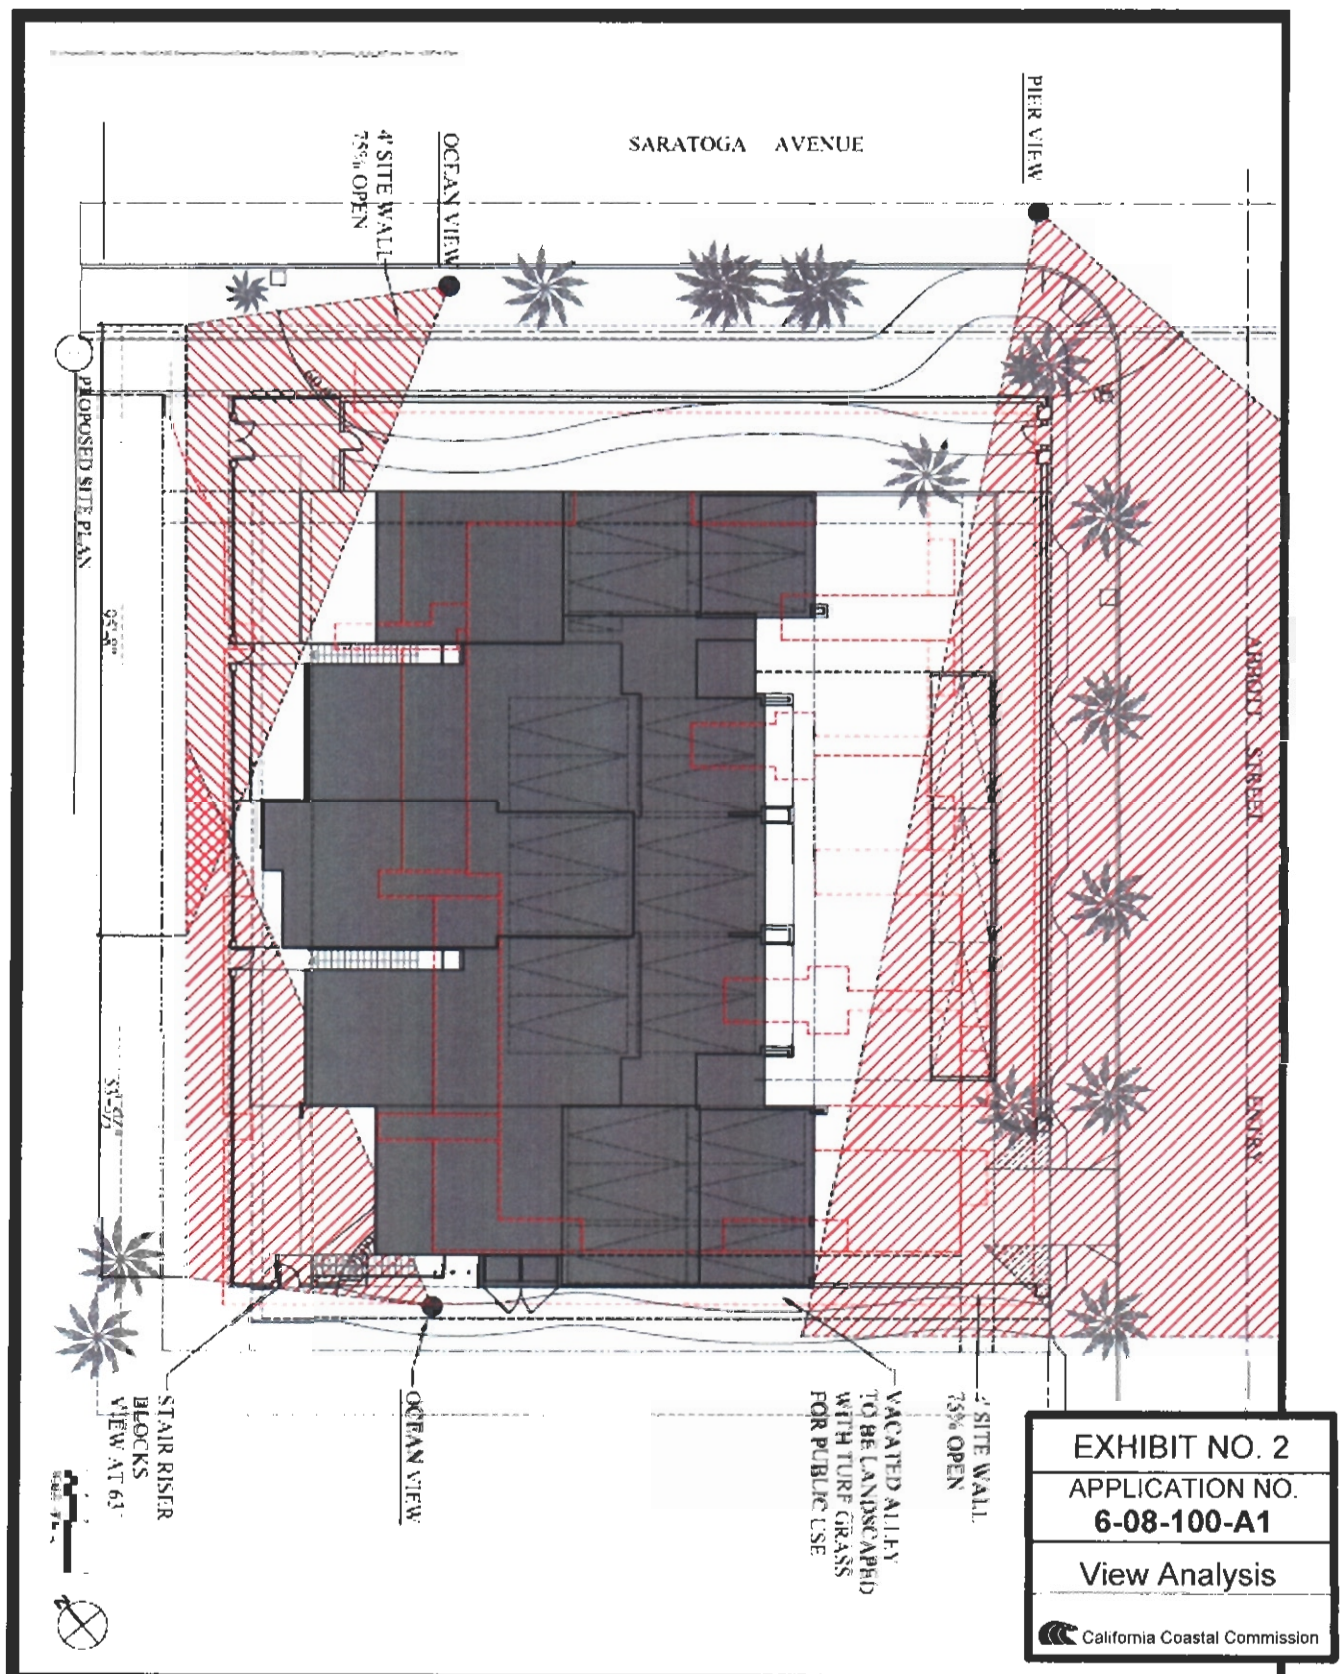 SARATOGA AVENUE
PIER VIEW
OCEAN VIEW
4' SITE WALL
75% OPEN
PROPOSED SITE PLAN
ABBOTT STREET
ENTRY
STAIR RISER
BLOCKS
VIEW AT 63'
OCEAN VIEW
VACATED ALLEY
TO BE LANDSCAPED
WITH TURF GRASS
FOR PUBLIC USE
4' SITE WALL
75% OPEN
EXHIBIT NO. 2
APPLICATION NO.
6-08-100-A1
View Analysis
California Coastal Commission